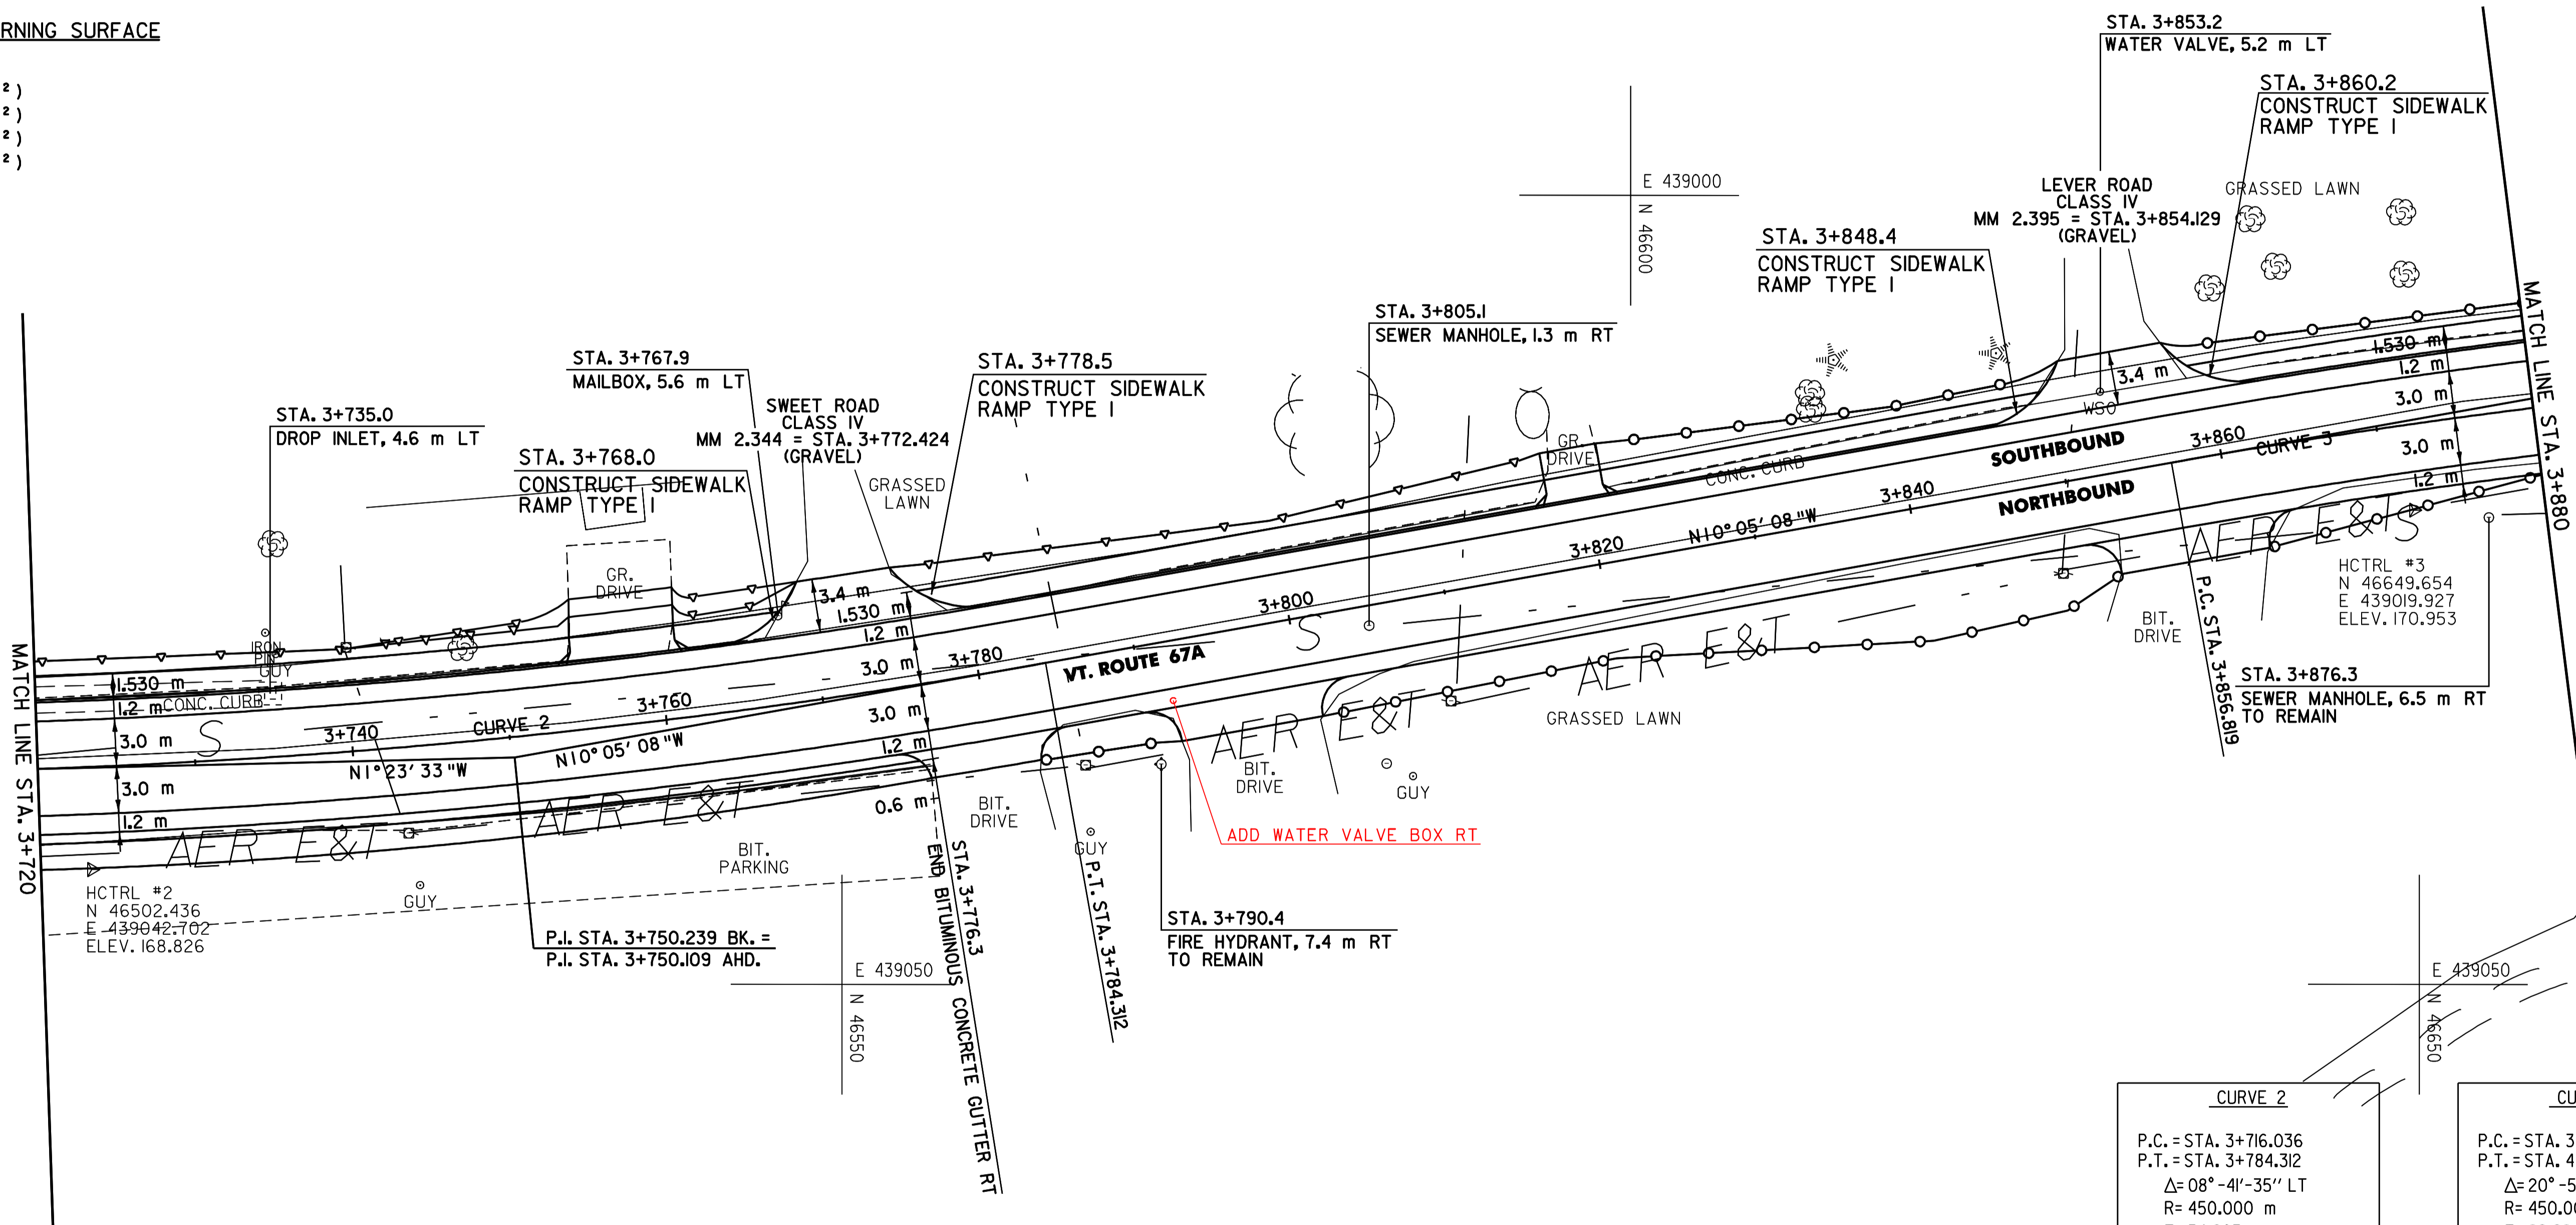 RNING SURFACE
²)
²)
²)
²)
STA. 3+853.2
WATER VALVE, 5.2 m LT
STA. 3+860.2
CONSTRUCT SIDEWALK
RAMP TYPE I
E 439000
N 46600
LEVER ROAD
CLASS IV
MM 2.395 = STA. 3+854.129
(GRAVEL)
GRASSED LAWN
STA. 3+848.4
CONSTRUCT SIDEWALK
RAMP TYPE I
STA. 3+805.1
SEWER MANHOLE, 1.3 m RT
STA. 3+767.9
MAILBOX, 5.6 m LT
STA. 3+778.5
CONSTRUCT SIDEWALK
RAMP TYPE I
SWEET ROAD
CLASS IV
MM 2.344 = STA. 3+772.424
(GRAVEL)
STA. 3+735.0
DROP INLET, 4.6 m LT
STA. 3+768.0
CONSTRUCT SIDEWALK
RAMP TYPE I
GRASSED
LAWN
GR.
DRIVE
GR.
DRIVE
CONC. CURB
WSO
3.4 m
1.530 m
1.2 m
3.0 m
3.0 m
1.2 m
MATCH LINE STA. 3+880
SOUTHBOUND
NORTHBOUND
3+860
CURVE 3
3+840
N10°05'08"W
3+820
3+800
S
3+780
VT. ROUTE 67A
3.4 m
1.530 m
1.2 m
3.0 m
3.0 m
1.2 m
0.6 m
IRON
PIN
GUY
MATCH LINE STA. 3+720
1.530 m
1.2 m
CONC. CURB
3.0 m
3.0 m
1.2 m
S
3+740
CURVE 2
3+760
N1°23'33"W
N10°05'08"W
AER E&T
AER E&T
AER E&T
AER E&T
AER E&TS
HCTRL #3
N 46649.654
E 439019.927
ELEV. 170.953
BIT.
DRIVE
P.C. STA. 3+856.819
STA. 3+876.3
SEWER MANHOLE, 6.5 m RT
TO REMAIN
GRASSED LAWN
BIT.
DRIVE
GUY
ADD WATER VALVE BOX RT
BIT.
DRIVE
GUY
P.T. STA. 3+784.312
STA. 3+776.3
END BITUMINOUS CONCRETE GUTTER RT
BIT.
PARKING
GUY
HCTRL #2
N 46502.436
E 439042.702
ELEV. 168.826
P.I. STA. 3+750.239 BK. =
P.I. STA. 3+750.109 AHD.
STA. 3+790.4
FIRE HYDRANT, 7.4 m RT
TO REMAIN
E 439050
N 46550
E 439050
N 46650
CURVE 2
P.C. = STA. 3+716.036
P.T. = STA. 3+784.312
Δ= 08°-41'-35" LT
R= 450.000 m
CU
P.C. = STA. 3
P.T. = STA. 4
Δ= 20°-5
R= 450.0